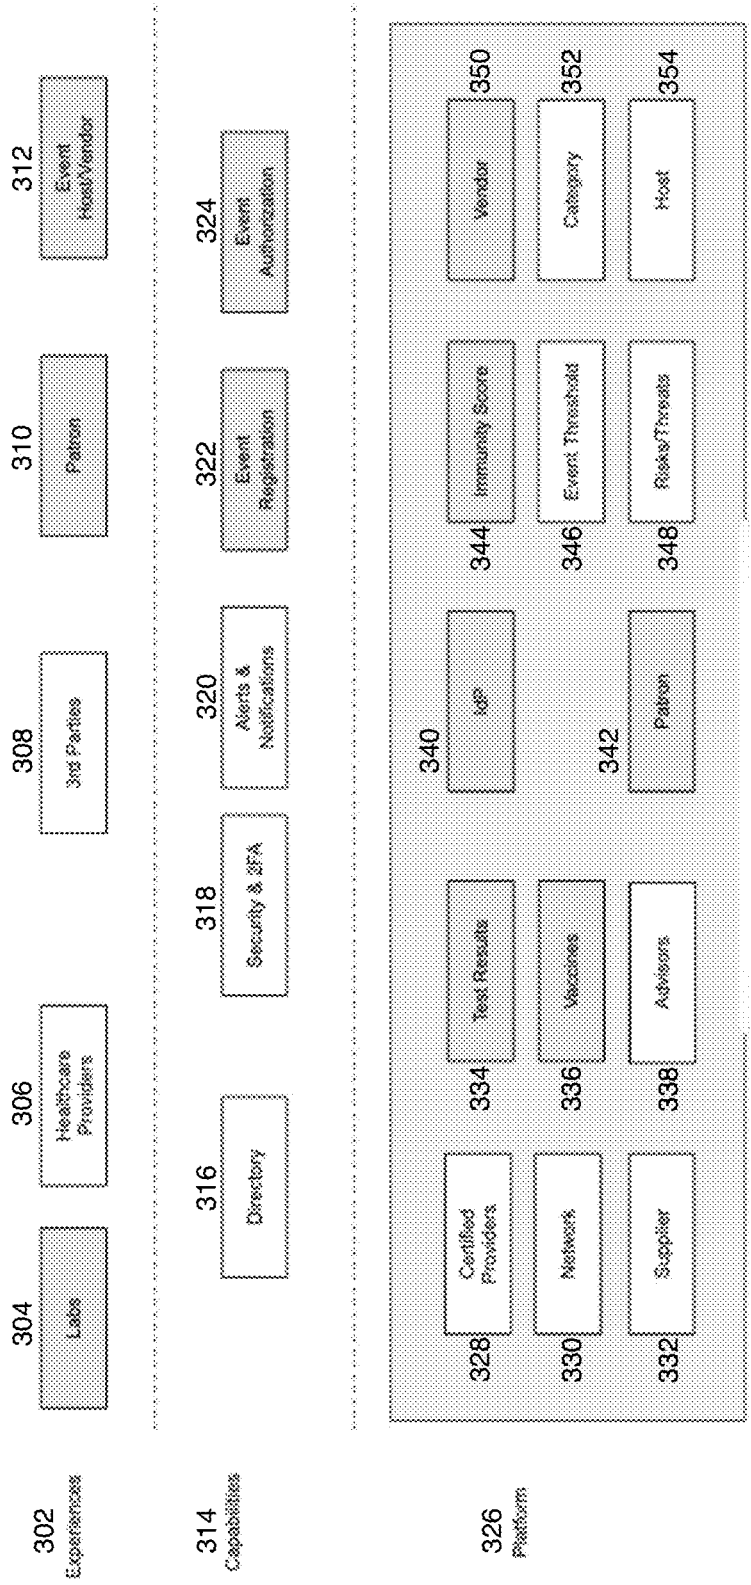 302
Experiences
304
Labs
306
Healthcare
Providers
308
3rd Parties
310
Patron
312
Event
Host/Vendor
314
Capabilities
316
Directory
318
Security & 2FA
320
Alerts &
Notifications
322
Event
Registration
324
Event
Authorization
326
Platform
328
Certified
Providers
330
Network
332
Supplier
334
Test Results
336
Vaccines
338
Advisors
340
IdP
342
Patron
344
Immunity Score
346
Event Threshold
348
Risks/Threats
350
Vendor
352
Category
354
Host